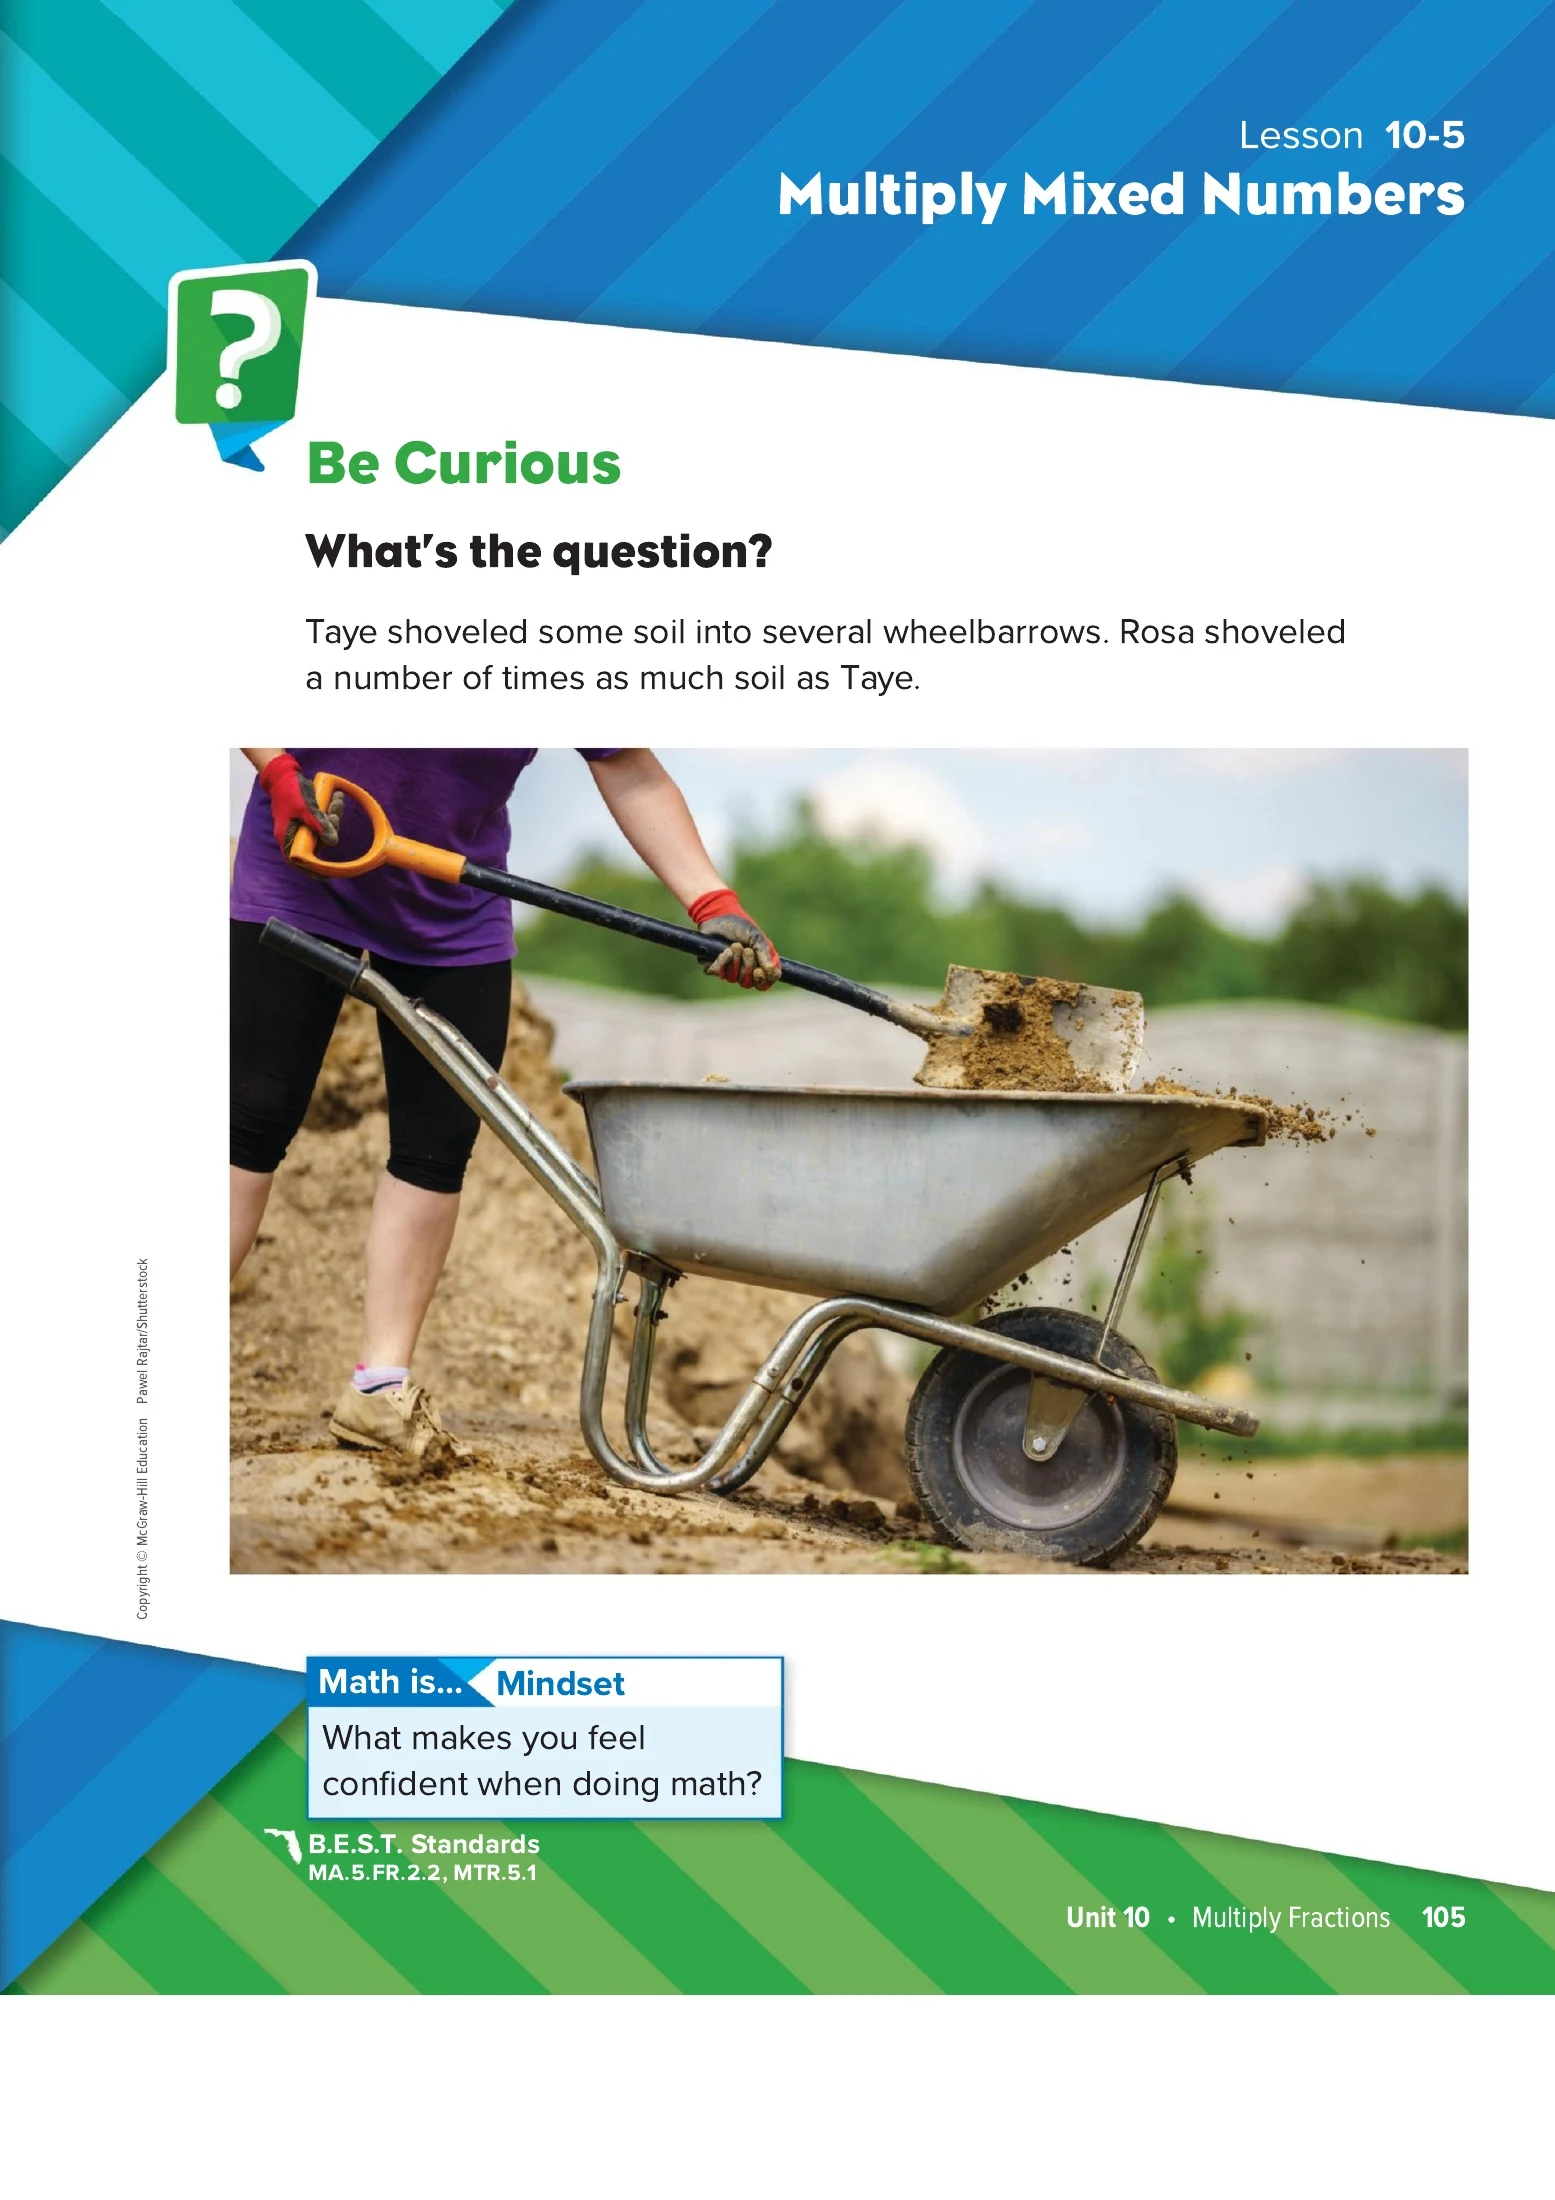 Lesson 10-5
Multiply Mixed Numbers
?
Be Curious
What's the question?
Taye shoveled some soil into several wheelbarrows. Rosa shoveled
a number of times as much soil as Taye.
Copyright © McGraw-Hill Education Pawel Rajtar/Shutterstock
Math is... Mindset
What makes you feel
confident when doing math?
B.E.S.T. Standards
MA.5.FR.2.2, MTR.5.1
Unit 10 • Multiply Fractions 105